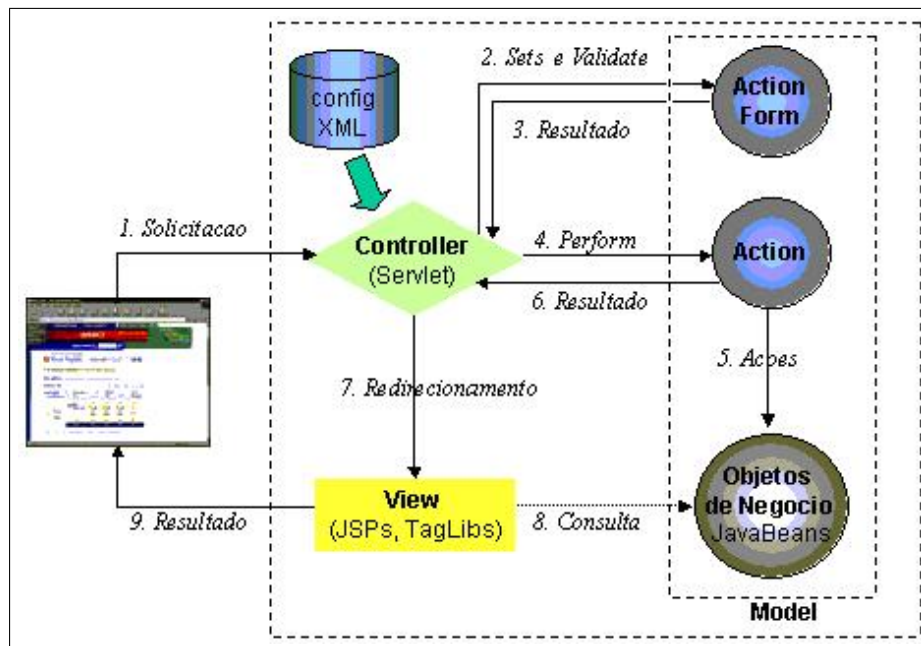 config
XML
2. Sets e Validate
Action
Form
3. Resultado
1. Solicitacao
Controller
(Servlet)
4. Perform
Action
6. Resultado
5. Acoes
7. Redirecionamento
View
(JSPs, TagLibs)
8. Consulta
9. Resultado
Objetos
de Negocio
JavaBeans
Model